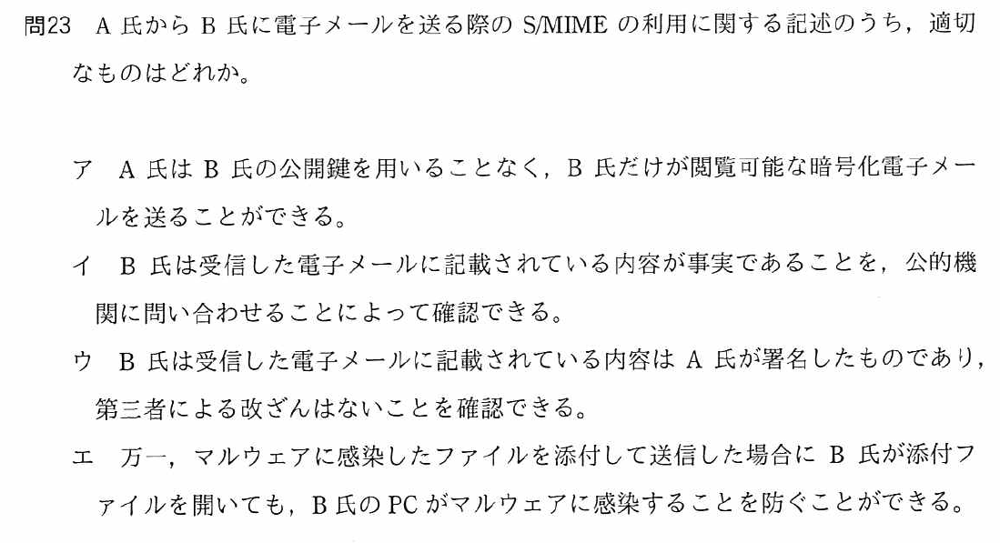 問23 A 氏から B 氏に電子メールを送る際の S/MIME の利用に関する記述のうち，適切
なものはどれか。
ア A 氏は B 氏の公開鍵を用いることなく，B 氏だけが閲覧可能な暗号化電子メー
ルを送ることができる。
イ B 氏は受信した電子メールに記載されている内容が事実であることを，公的機
関に問い合わせることによって確認できる。
ウ B 氏は受信した電子メールに記載されている内容は A 氏が署名したものであり，
第三者による改ざんはないことを確認できる。
エ 万一，マルウェアに感染したファイルを添付して送信した場合に B 氏が添付フ
ァイルを開いても，B 氏の PC がマルウェアに感染することを防ぐことができる。